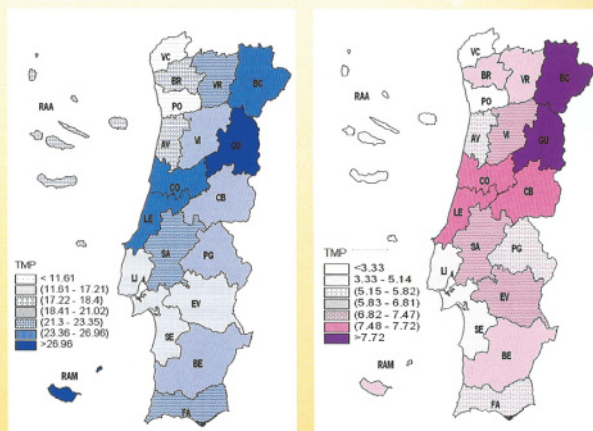 VC
BR
VR
BC
PO
RAA
AV
VI
GU
CO
CB
LE
SA
PG
LI
EV
SE
BE
FA
RAM
TMP
< 11.61
(11.61 - 17.21)
(17.22 - 18.4)
(18.41 - 21.02)
(21.3 - 23.35)
(23.36 - 26.96)
>26.96
VC
BR
VR
BC
PO
RAA
AV
VI
GU
CO
CB
LE
SA
PG
LI
EV
SE
BE
FA
RAM
TMP
<3.33
3.33 - 5.14
(5.15 - 5.82)
(5.83 - 6.81)
(6.82 - 7.47)
(7.48 - 7.72)
>7.72